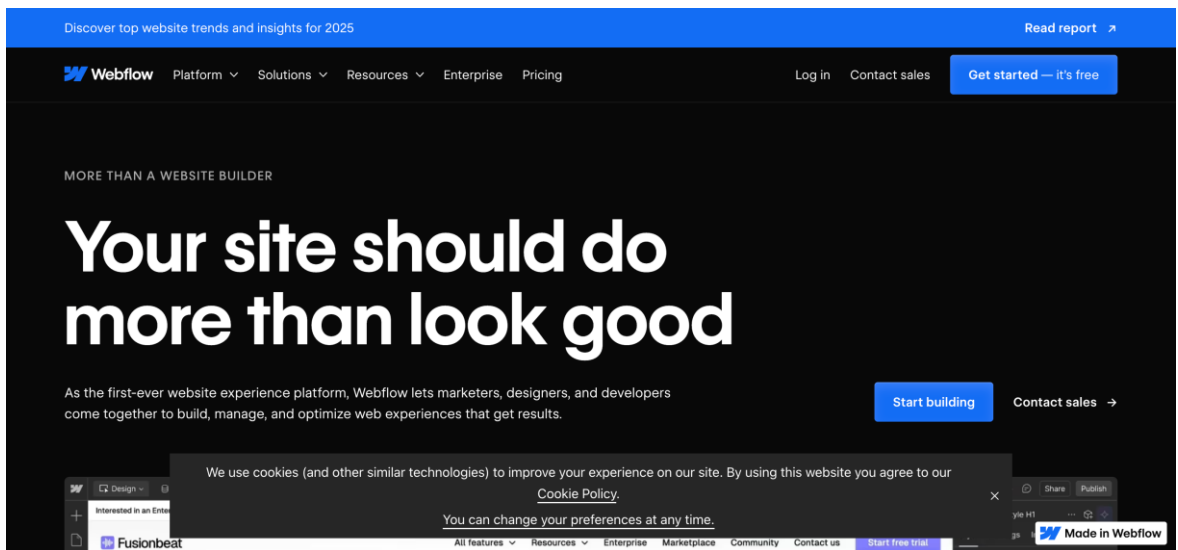 Discover top website trends and insights for 2025
Read report
Webflow Platform Solutions Resources Enterprise Pricing Log in Contact sales Get started — it's free
MORE THAN A WEBSITE BUILDER
Your site should do
more than look good
As the first-ever website experience platform, Webflow lets marketers, designers, and developers
come together to build, manage, and optimize web experiences that get results.
Start building
Contact sales
We use cookies (and other similar technologies) to improve your experience on our site. By using this website you agree to our
Cookie Policy.
You can change your preferences at any time.
Design
Share Publish
Interested in an
yle H1
Fusionbeat
All features Resources Enterprise Marketplace Community Contact us Start free trial
Made in Webflow